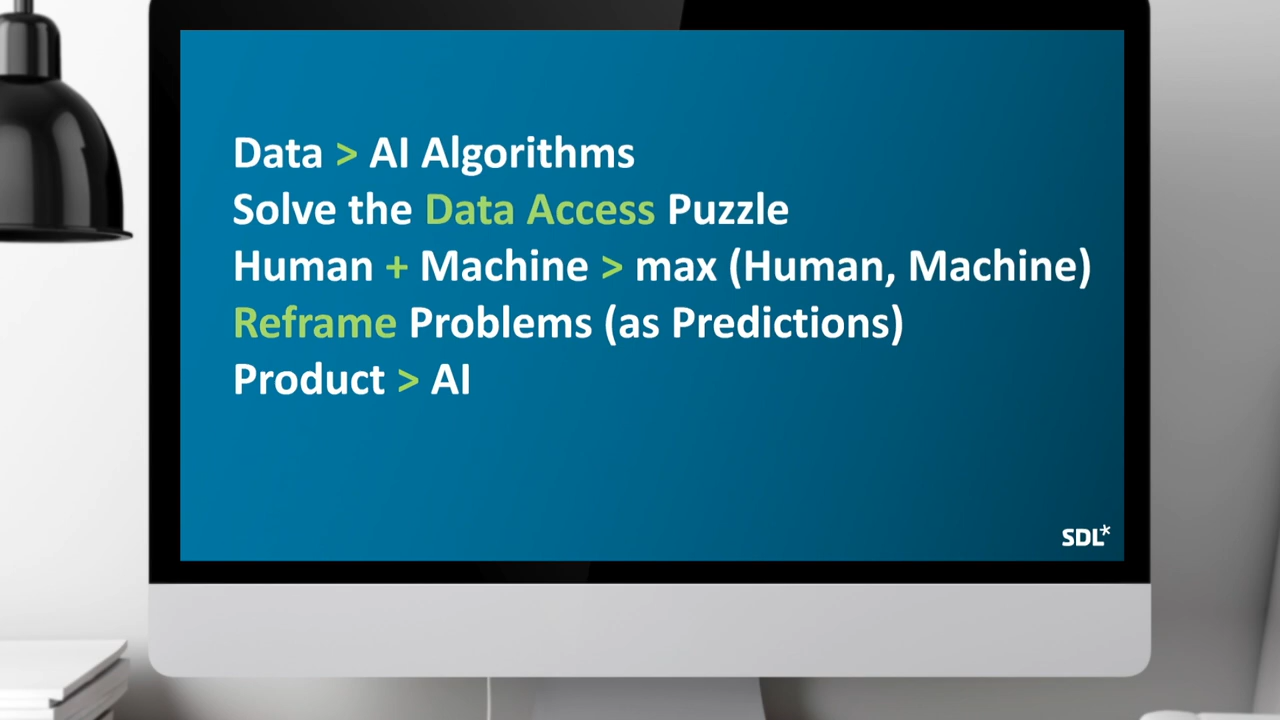 Data > AI Algorithms
Solve the Data Access Puzzle
Human + Machine > max (Human, Machine)
Reframe Problems (as Predictions)
Product > AI
SDL*